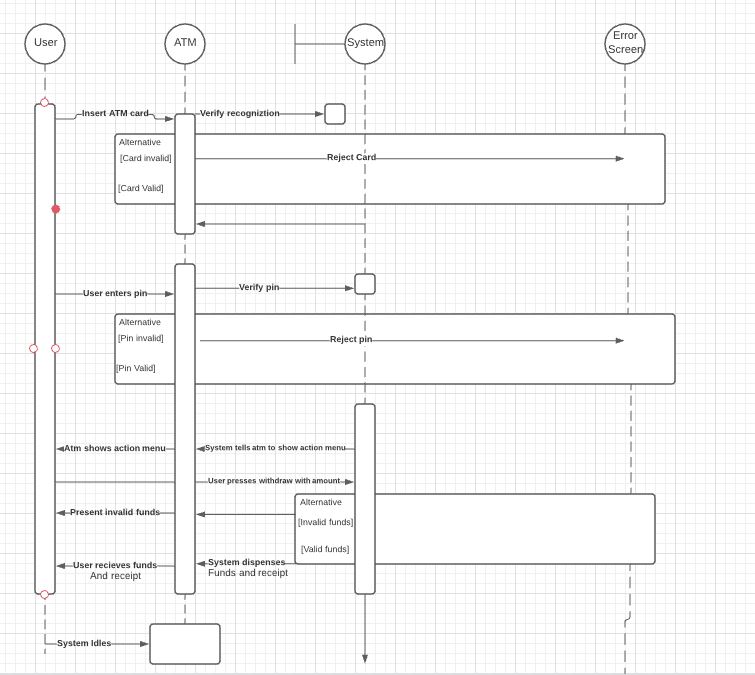 User
ATM
System
Error
Screen
Insert ATM card
Verify recogniztion
Alternative
[Card invalid]
Reject Card
[Card Valid]
User enters pin
Verify pin
Alternative
[Pin invalid]
Reject pin
[Pin Valid]
Atm shows action menu
System tells atm to show action menu
User presses withdraw with amount
Alternative
Present invalid funds
[Invalid funds]
[Valid funds]
User recieves funds
And receipt
System dispenses
Funds and receipt
System Idles